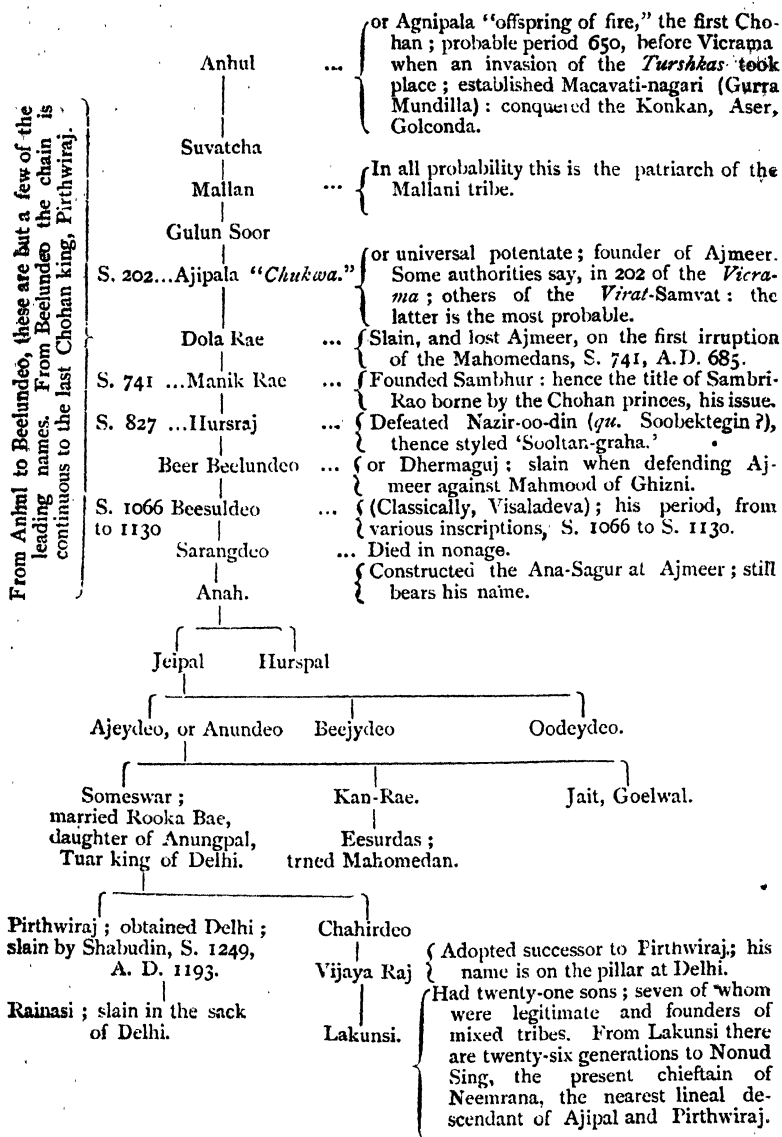 From Anhul to Beelundeo, these are but a few of the
leading names. From Beelundeo the chain is
continuous to the last Chohan king, Pirthwiraj.
Anhul ...
or Agnipala "offspring of fire," the first Cho-
han ; probable period 650, before Vicrama
when an invasion of the Turshkas took
place ; established Macavati-nagari (Gurra
Mundilla) : conquered the Konkan, Aser,
Golconda.
Suvatcha
Mallan ...
In all probability this is the patriarch of the
Mallani tribe.
Gulun Soor
S. 202...Ajipala "Chukwa."
or universal potentate ; founder of Ajmeer.
Some authorities say, in 202 of the Vicra-
ma ; others of the Virat-Samvat : the
latter is the most probable.
Dola Rae ...
Slain, and lost Ajmeer, on the first irruption
of the Mahomedans, S. 741, A.D. 685.
S. 741 ...Manik Rae ...
Founded Sambhur : hence the title of Sambri-
Rao borne by the Chohan princes, his issue.
S. 827 ...Hursraj ...
Defeated Nazir-oo-din (qu. Soobektegin ?),
thence styled 'Sooltan-graha.'
Beer Beelundeo ...
or Dhermaguj : slain when defending Aj-
meer against Mahmood of Ghizni.
S. 1066 Beesuldeo ...
to 1130
(Classically, Visaladeva) ; his period, from
various inscriptions, S. 1066 to S. 1130.
Sarangdeo ... Died in nonage.
Anah.
Constructed the Ana-Sagur at Ajmeer ; still
bears his name.
Jeipal Hurspal
Ajeydeo, or Anundeo Beejydeo Oodeydeo.
Someswar ;
married Rooka Bae,
daughter of Anungpal,
Tuar king of Delhi.
Kan-Rae.
Eesurdas ;
trned Mahomedan.
Jait, Goelwal.
Pirthwiraj ; obtained Delhi ;
slain by Shabudin, S. 1249,
A. D. 1193.
Rainasi ; slain in the sack
of Delhi.
Chahirdeo
Vijaya Raj
Adopted successor to Pirthwiraj ; his
name is on the pillar at Delhi.
Lakunsi.
Had twenty-one sons ; seven of whom
were legitimate and founders of
mixed tribes. From Lakunsi there
are twenty-six generations to Nonud
Sing, the present chieftain of
Neemrana, the nearest lineal de-
scendant of Ajipal and Pirthwiraj.